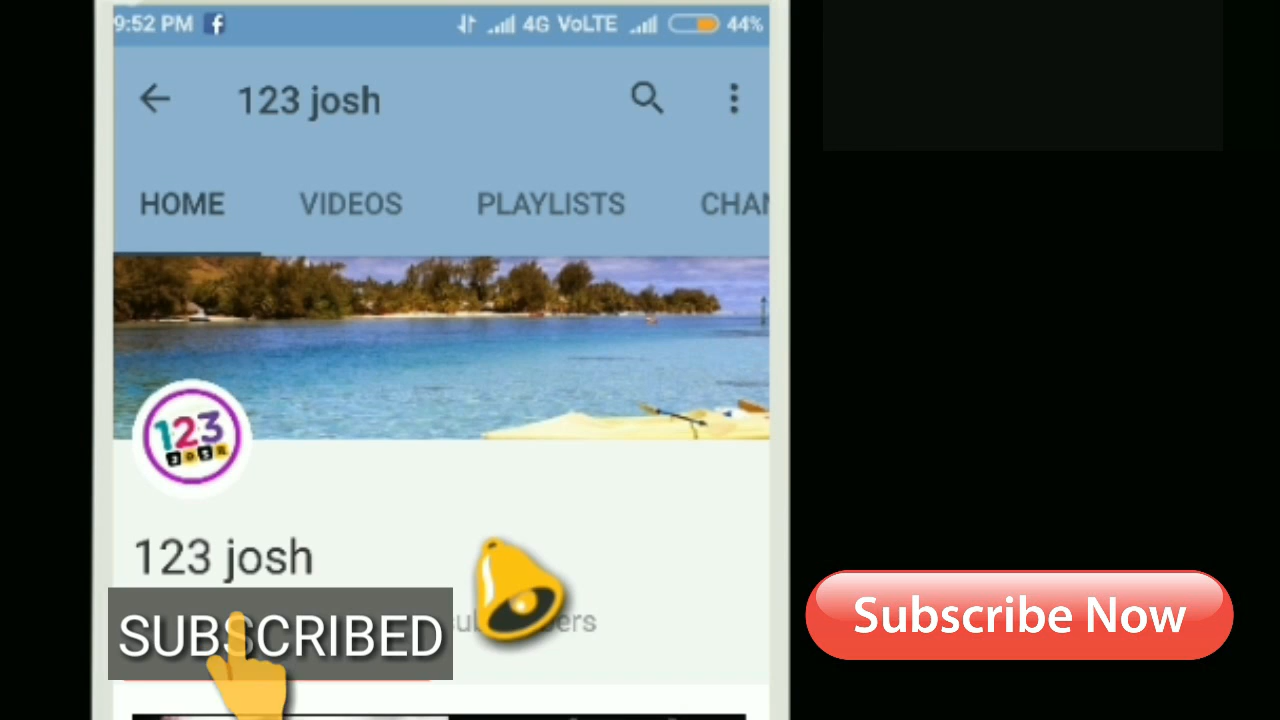 9:52 PM
4G VoLTE
44%
123 josh
HOME
VIDEOS
PLAYLISTS
CHAN
123
123 josh
SUBSCRIBED
Subscribe Now